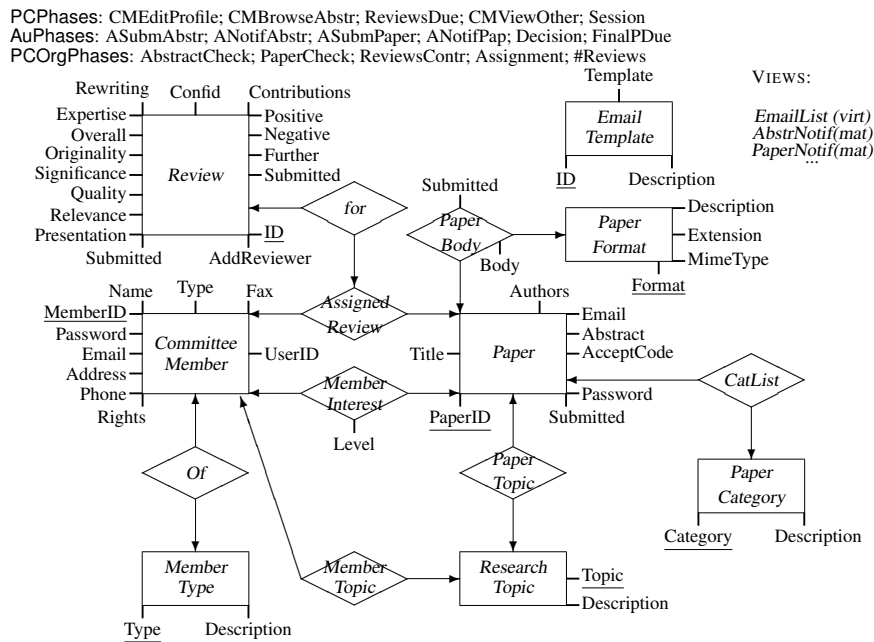 PCPhases: CMEditProfile; CMBrowseAbstr; ReviewsDue; CMViewOther; Session
AuPhases: ASubmAbstr; ANotifAbstr; ASubmPaper; ANotifPap; Decision; FinalPDue
PCOrgPhases: AbstractCheck; PaperCheck; ReviewsContr; Assignment; #Reviews
Rewriting
Confid
Contributions
Expertise
Overall
Originality
Significance
Quality
Relevance
Presentation
Review
Positive
Negative
Further
Submitted
ID
Submitted
AddReviewer
for
Template
Email
Template
ID
Description
VIEWS:
EmailList (virt)
AbstrNotif(mat)
PaperNotif(mat)
...
Submitted
Paper
Body
Body
Paper
Format
Description
Extension
MimeType
Format
Name
Type
Fax
MemberID
Password
Email
Address
Phone
Rights
Committee
Member
UserID
Assigned
Review
Member
Interest
Level
Authors
Title
Paper
Email
Abstract
AcceptCode
Password
PaperID
Submitted
CatList
Paper
Category
Category
Description
Of
Paper
Topic
Member
Type
Type
Description
Member
Topic
Research
Topic
Topic
Description